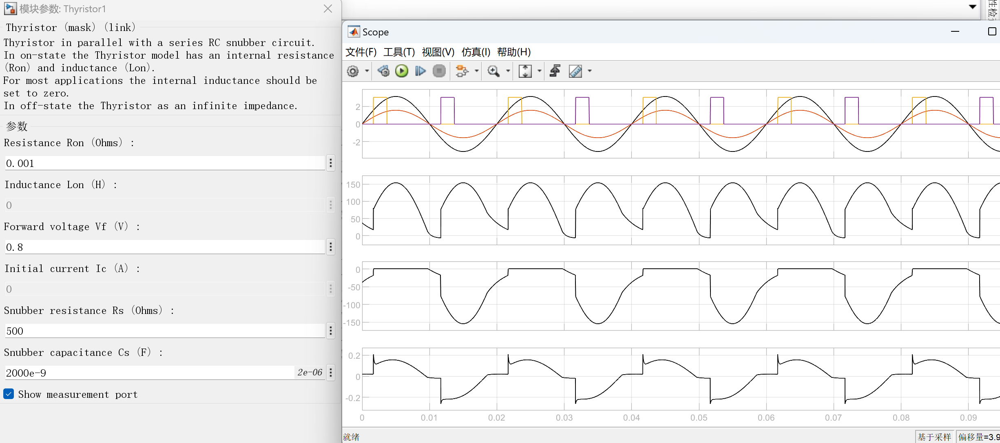 模块参数: Thyristor1
Thyristor (mask) (link)
Thyristor in parallel with a series RC snubber circuit.
In on-state the Thyristor model has an internal resistance
(Ron) and inductance (Lon).
For most applications the internal inductance should be
set to zero.
In off-state the Thyristor as an infinite impedance.
参数
Resistance Ron (Ohms) :
0.001
Inductance Lon (H) :
0
Forward voltage Vf (V) :
0.8
Initial current Ic (A) :
0
Snubber resistance Rs (Ohms) :
500
Snubber capacitance Cs (F) :
2000e-9 2e-06
Show measurement port
性检
Scope
文件(F) 工具(T) 视图(V) 仿真(I) 帮助(H)
2
0
-2
150
100
50
0
0
-50
-100
-150
0.2
0
-0.2
0 0.01 0.02 0.03 0.04 0.05 0.06 0.07 0.08 0.09
就绪
基于采样 偏移量=3.9